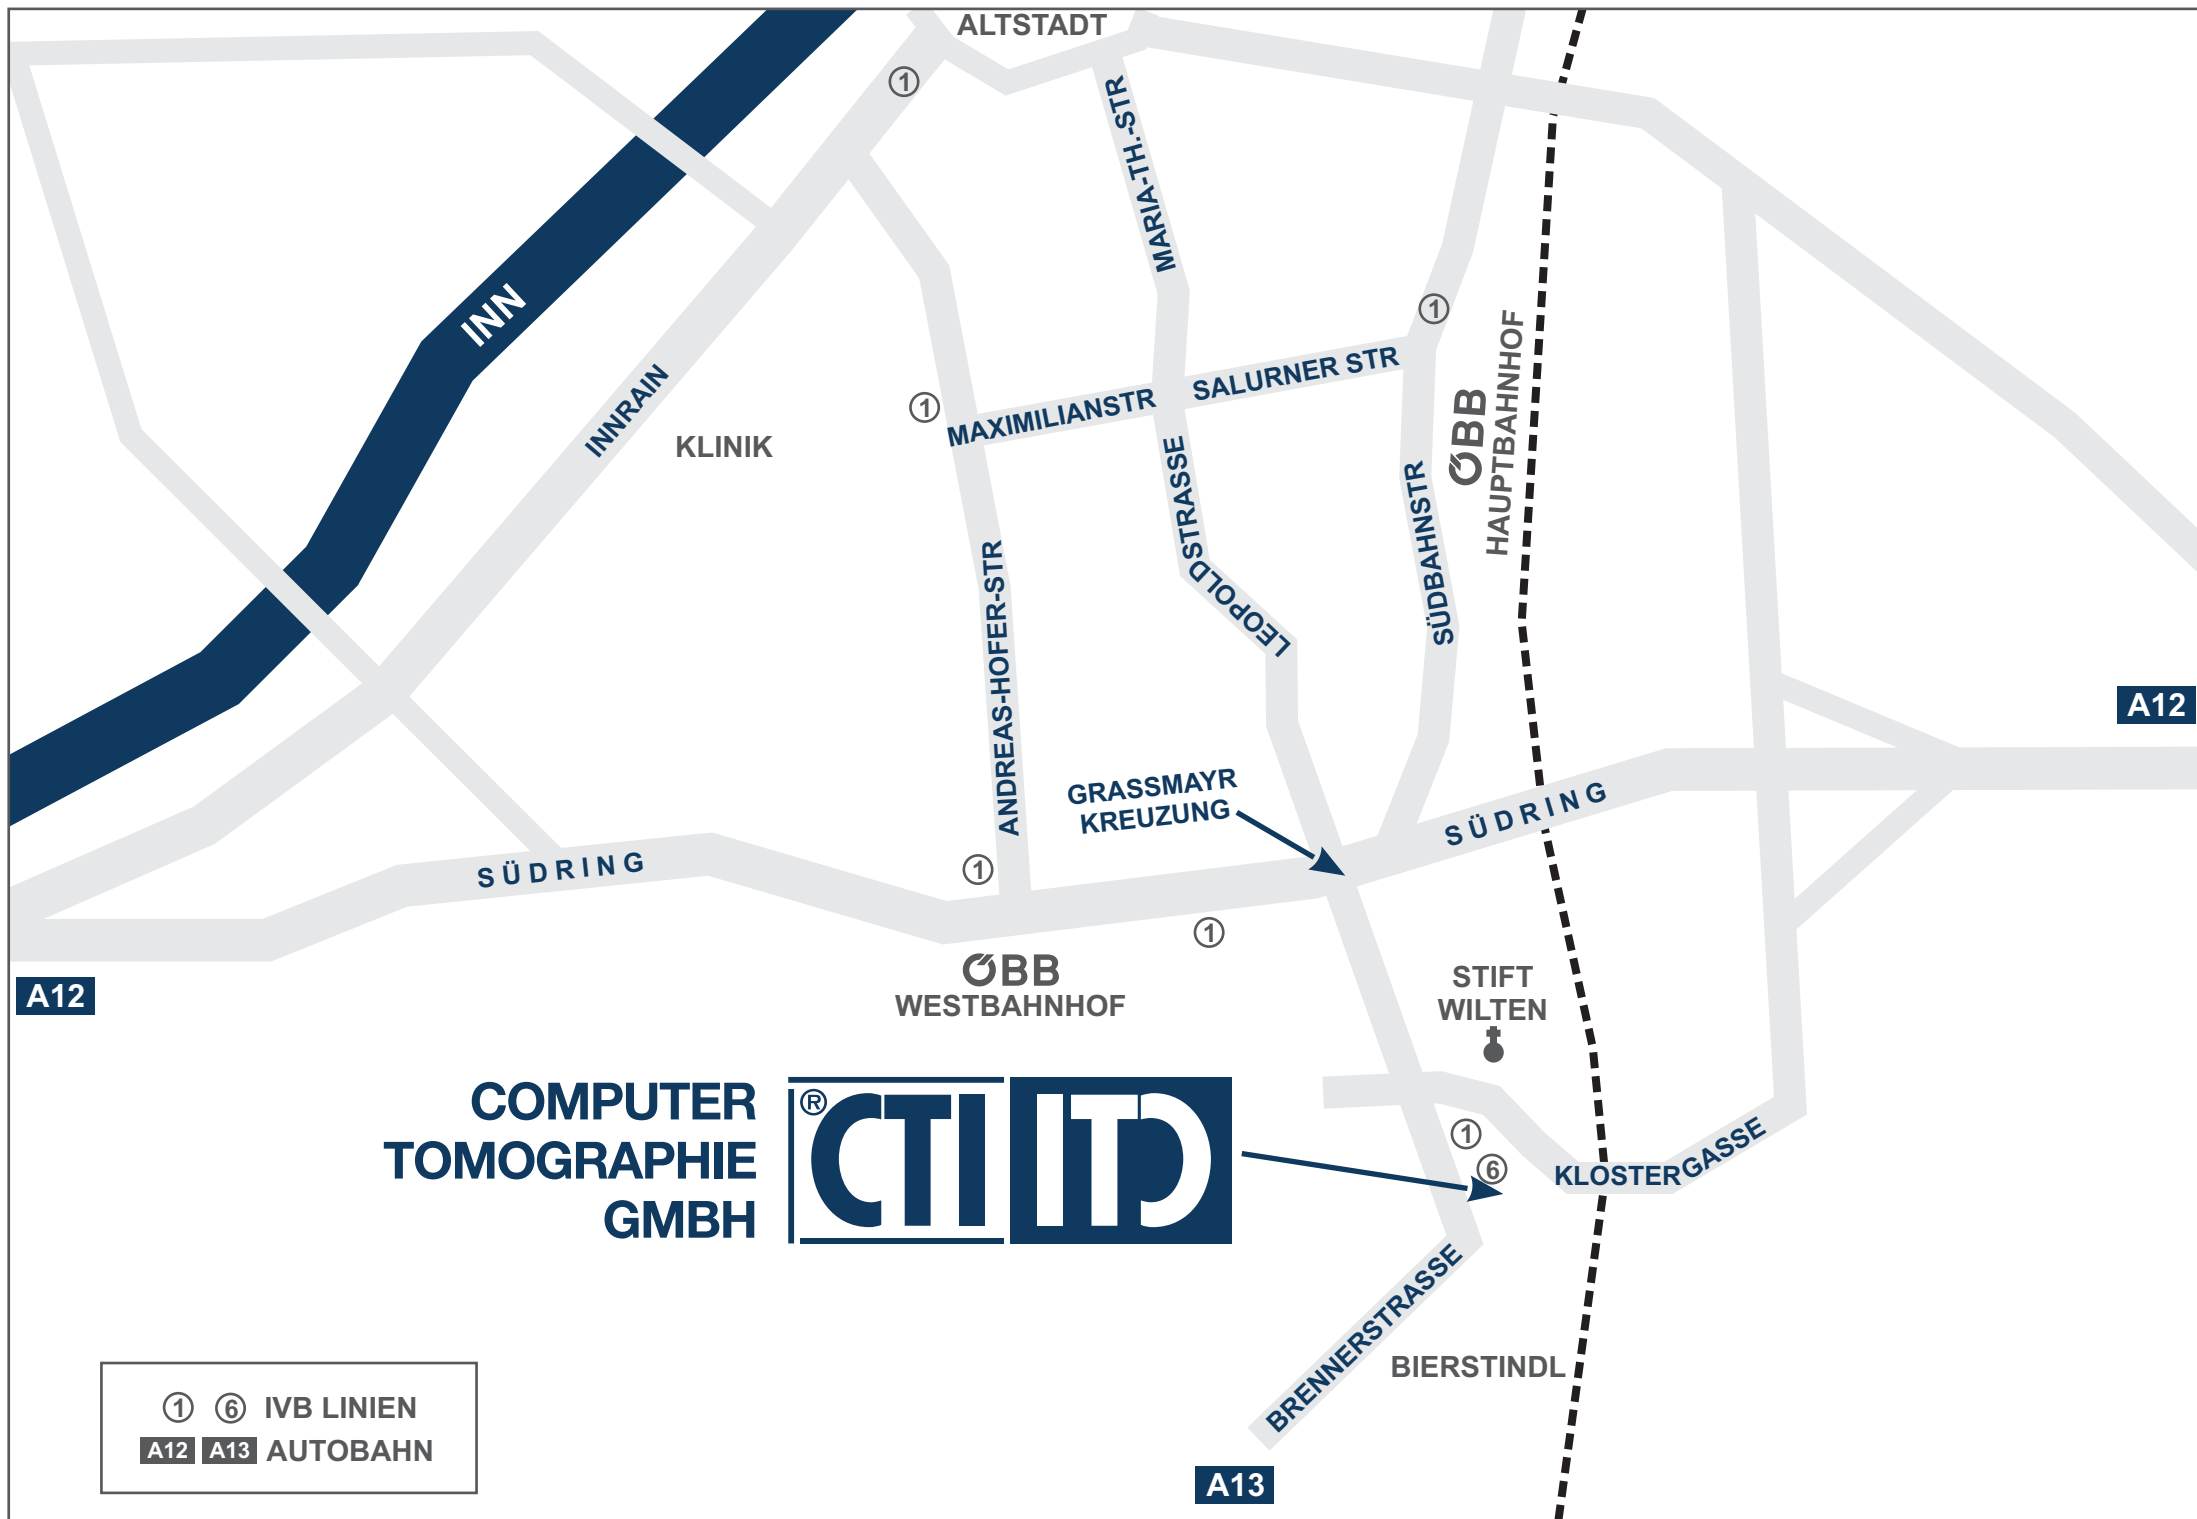 ALTSTADT
1
MARIA-TH.-STR
INN
1
HAUPTBAHNHOF
ÖBB
SALURNER STR
MAXIMILIANSTR
1
INNRAIN
KLINIK
LEOPOLDSTRASSE
SÜDBAHNSTR
ANDREAS-HOFER-STR
A12
GRASSMAYR
KREUZUNG
SÜDRING
SÜDRING
1
1
ÖBB
WESTBAHNHOF
STIFT
WILTEN
A12
COMPUTER
TOMOGRAPHIE
GMBH
® CTI ITC
1
6
KLOSTERGASSE
BRENNERSTRASSE
BIERSTINDL
A13
1 6 IVB LINIEN
A12 A13 AUTOBAHN